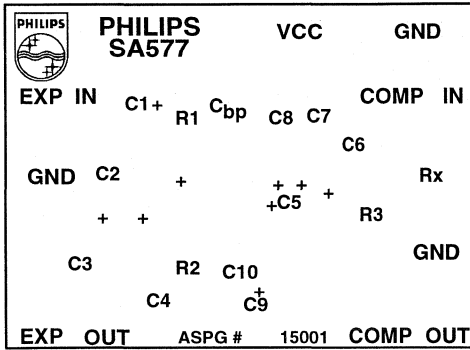 PHILIPS
PHILIPS
SA577
VCC
GND
EXP IN
C1+
R1
Cbp
C8
C7
COMP IN
C6
GND
C2
+
+ +
+
Rx
+C5
R3
+
+
GND
C3
R2
C10
C4
+
C9
EXP OUT
ASPG #
15001
COMP OUT